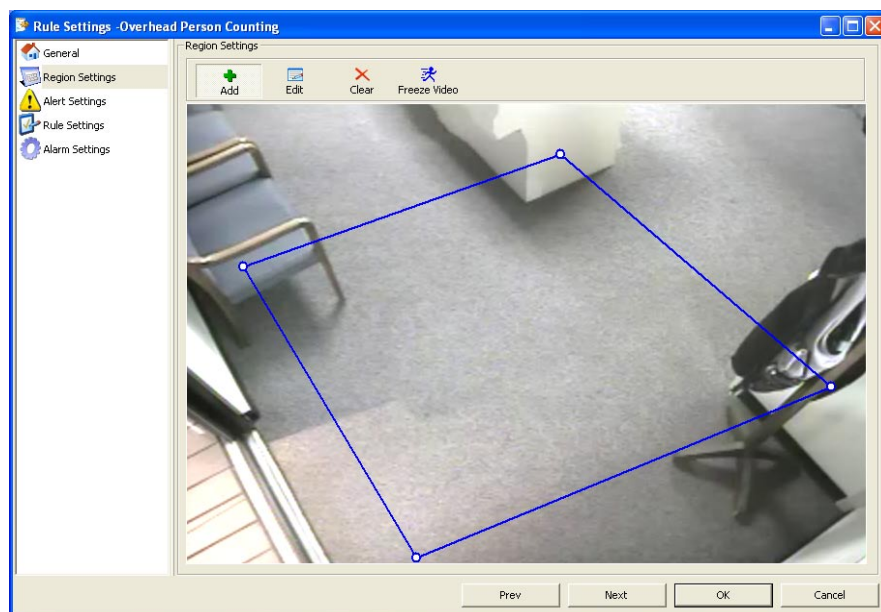 Rule Settings -Overhead Person Counting
General
Region Settings
Alert Settings
Rule Settings
Alarm Settings
Region Settings
Add Edit Clear Freeze Video
Prev Next OK Cancel